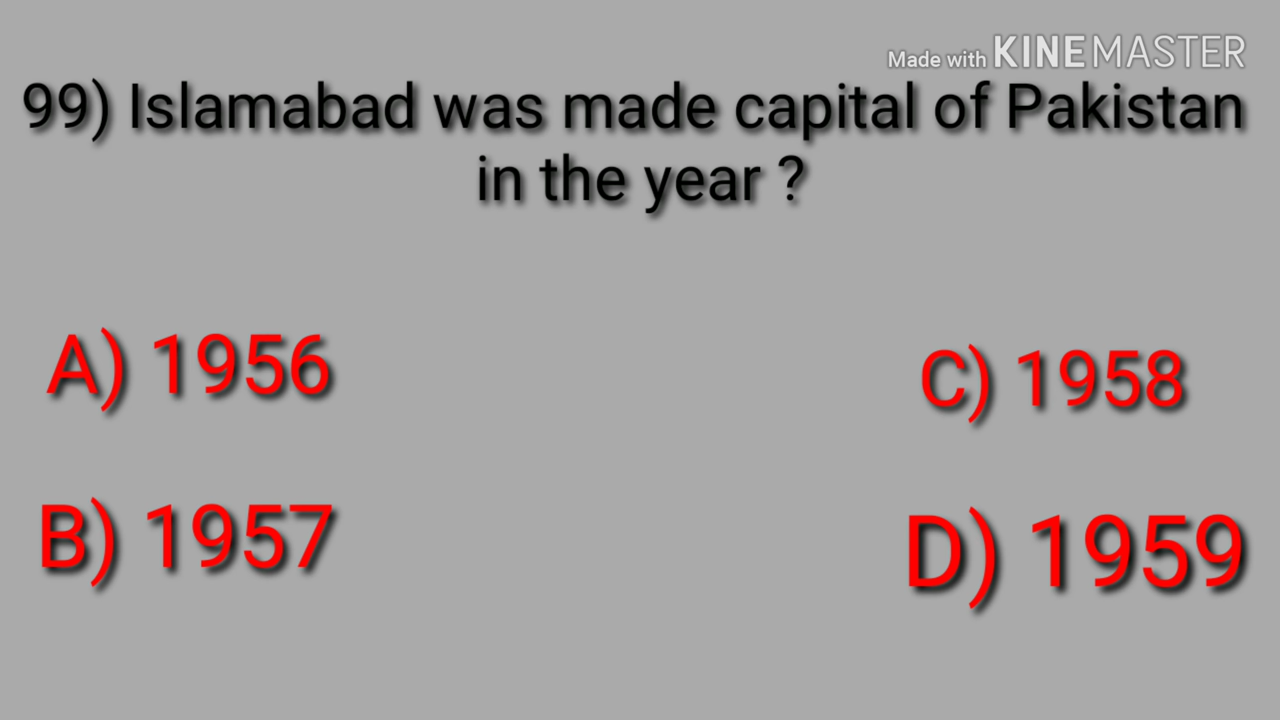 Made with KINEMASTER
99) Islamabad was made capital of Pakistan
in the year ?
A) 1956
B) 1957
C) 1958
D) 1959